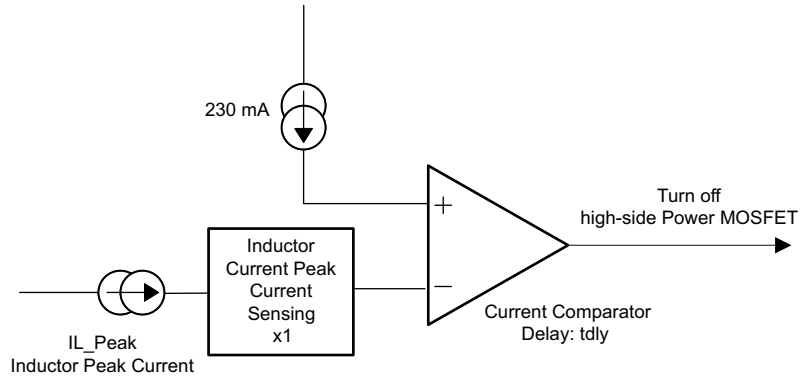 230 mA
+
Turn off
high-side Power MOSFET
Inductor
Current Peak
Current
Sensing
x1
−
Current Comparator
Delay: tdly
IL_Peak
Inductor Peak Current